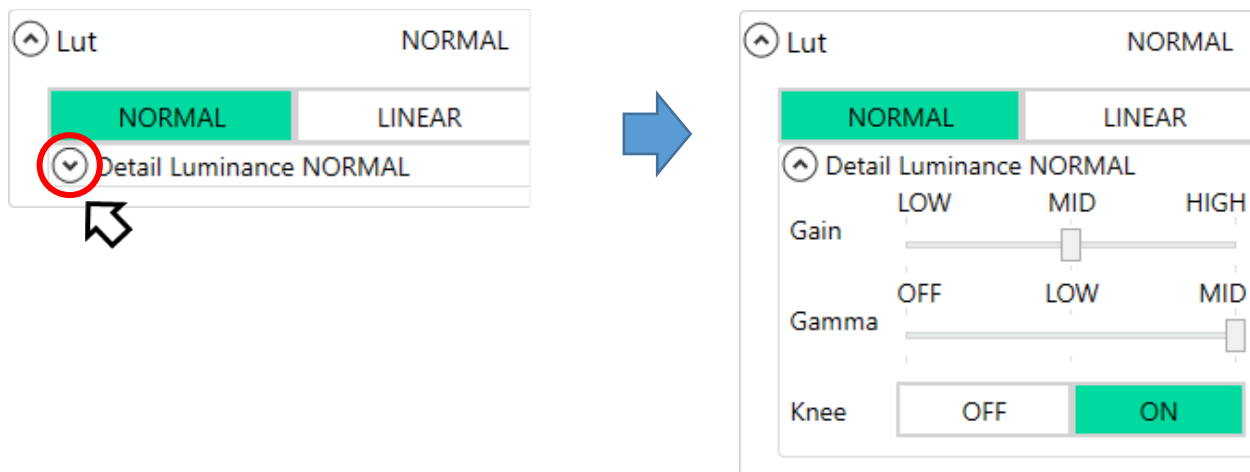 Lut NORMAL
NORMAL LINEAR
Detail Luminance NORMAL
Lut NORMAL
NORMAL LINEAR
Detail Luminance NORMAL
LOW MID HIGH
Gain
OFF LOW MID
Gamma
Knee OFF ON